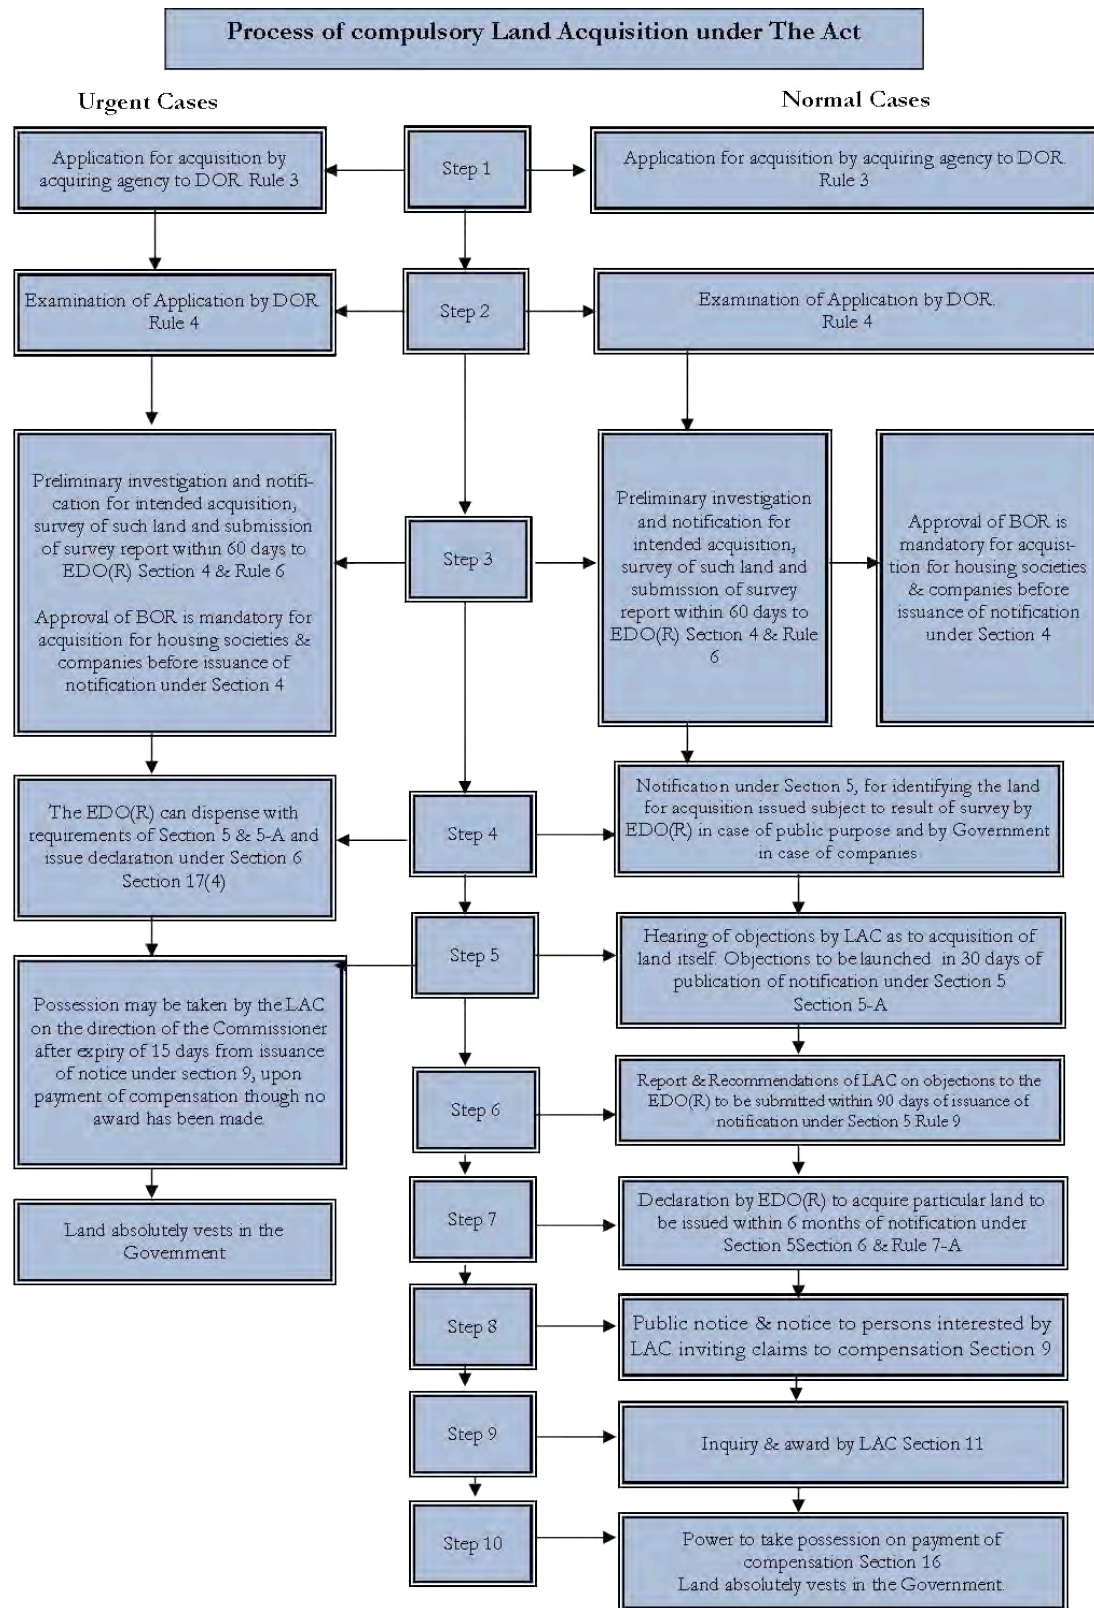 Process of compulsory Land Acquisition under The Act
Urgent Cases
Normal Cases
Application for acquisition by
acquiring agency to DOR Rule 3
Step 1
Application for acquisition by acquiring agency to DOR
Rule 3
Examination of Application by DOR
Rule 4
Step 2
Examination of Application by DOR.
Rule 4
Preliminary investigation and notifi-
cation for intended acquisition,
survey of such land and submission
of survey report within 60 days to
EDO(R) Section 4 & Rule 6
Approval of BOR is mandatory for
acquisition for housing societies &
companies before issuance of
notification under Section 4
Step 3
Preliminary investigation
and notification for
intended acquisition,
survey of such land and
submission of survey
report within 60 days to
EDO(R) Section 4 & Rule
6
Approval of BOR is
mandatory for acquisi-
tion for housing societies
& companies before
issuance of notification
under Section 4
The EDO(R) can dispense with
requirements of Section 5 & 5-A and
issue declaration under Section 6
Section 17(4)
Step 4
Notification under Section 5, for identifying the land
for acquisition issued subject to result of survey by
EDO(R) in case of public purpose and by Government
in case of companies
Possession may be taken by the LAC
on the direction of the Commissioner
after expiry of 15 days from issuance
of notice under section 9, upon
payment of compensation though no
award has been made
Step 5
Hearing of objections by LAC as to acquisition of
land itself. Objections to be launched in 30 days of
publication of notification under Section 5
Section 5-A
Step 6
Report & Recommendations of LAC on objections to the
EDO(R) to be submitted within 90 days of issuance of
notification under Section 5 Rule 9
Land absolutely vests in the
Government
Step 7
Declaration by EDO(R) to acquire particular land to
be issued within 6 months of notification under
Section 5Section 6 & Rule 7-A
Step 8
Public notice & notice to persons interested by
LAC inviting claims to compensation Section 9
Step 9
Inquiry & award by LAC Section 11
Step 10
Power to take possession on payment of
compensation Section 16
Land absolutely vests in the Government.